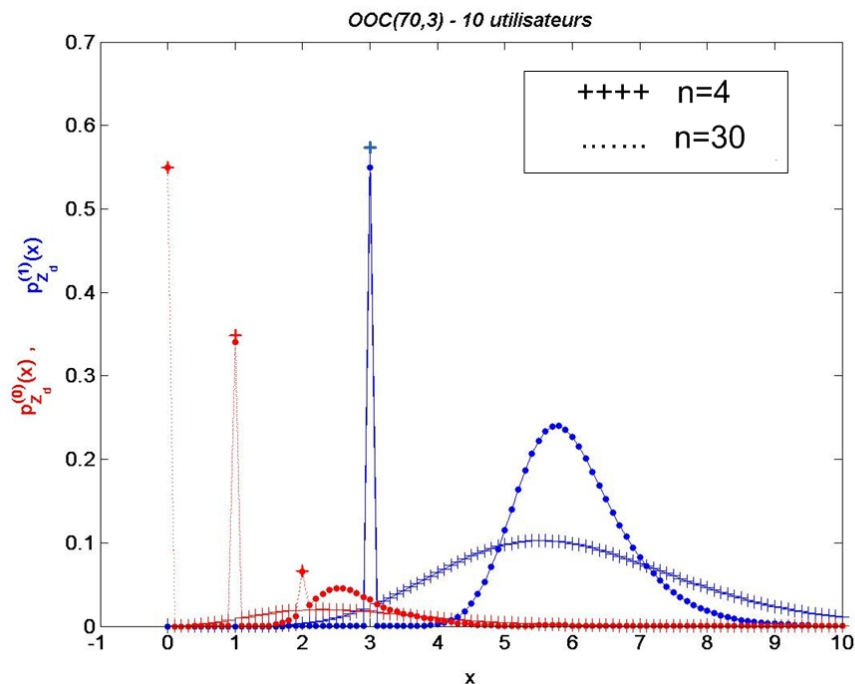 OOC(70,3) - 10 utilisateurs
0.7
0.6
0.5
0.4
0.3
0.2
0.1
0
++++ n=4
....... n=30
p_{Z_d}^{(0)}(x) , p_{Z_d}^{(1)}(x)
-1 0 1 2 3 4 5 6 7 8 9 10
x